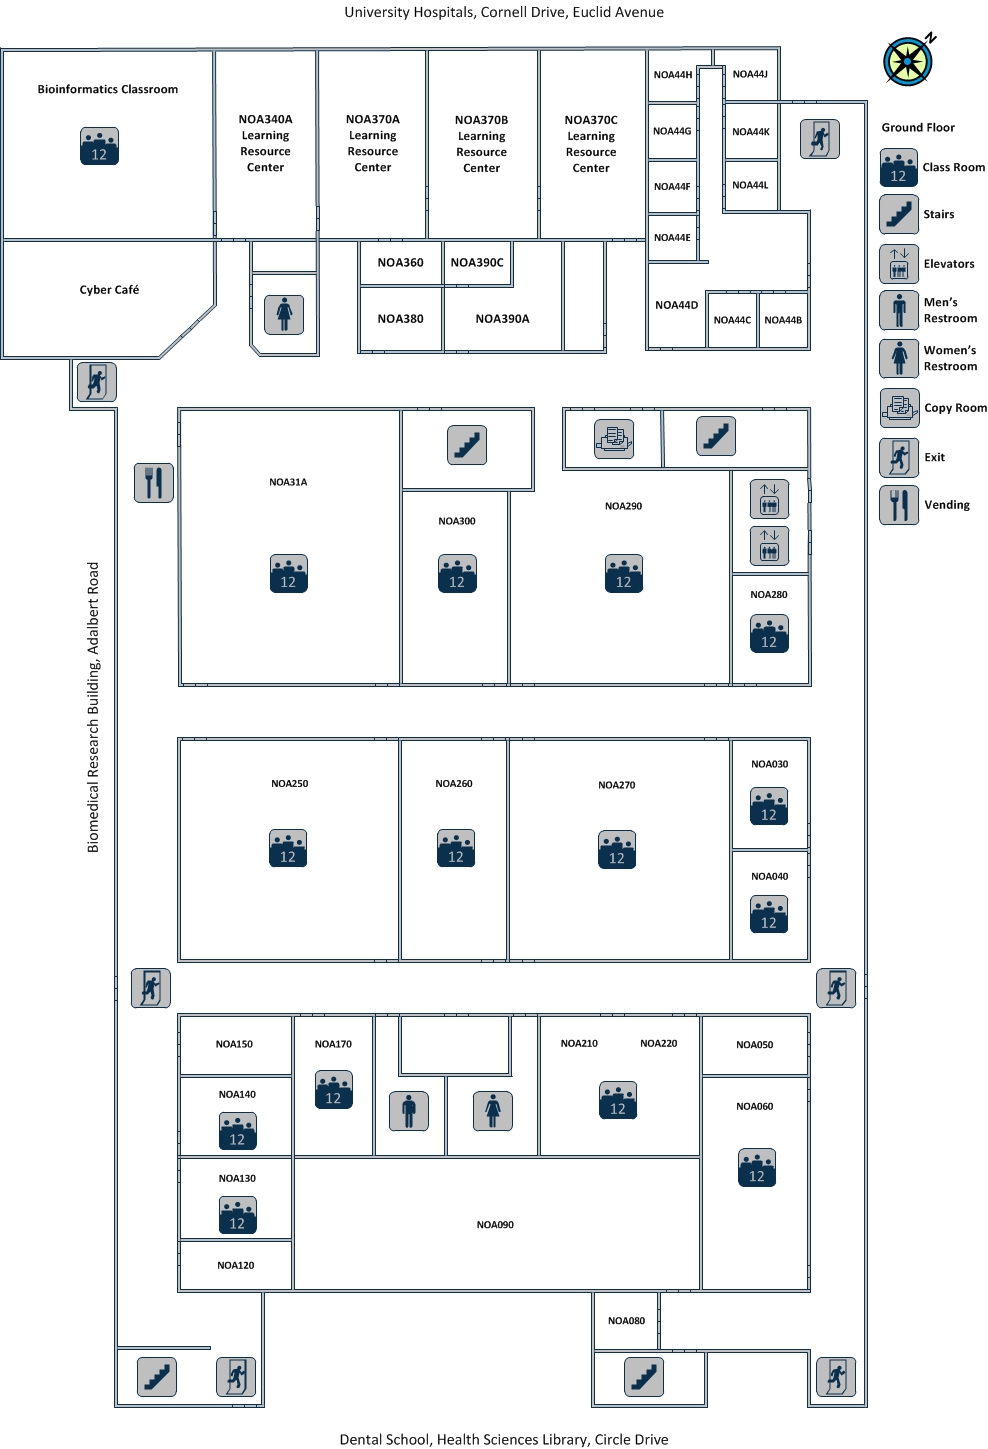 University Hospitals, Cornell Drive, Euclid Avenue
N
Bioinformatics Classroom
12
NOA340A
Learning
Resource
Center
NOA370A
Learning
Resource
Center
NOA370B
Learning
Resource
Center
NOA370C
Learning
Resource
Center
NOA44H
NOA44J
NOA44G
NOA44K
NOA44F
NOA44L
NOA44E
NOA44D
NOA44C
NOA44B
Ground Floor
12
Class Room
Stairs
Elevators
Men's
Restroom
Women's
Restroom
Copy Room
Exit
Vending
Cyber Café
NOA360
NOA390C
NOA380
NOA390A
NOA31A
12
NOA300
12
NOA290
12
NOA280
12
Biomedical Research Building, Adalbert Road
NOA250
12
NOA260
12
NOA270
12
NOA030
12
NOA040
12
NOA150
NOA170
12
NOA210
NOA220
12
NOA050
NOA140
12
NOA060
12
NOA130
12
NOA120
NOA090
NOA080
Dental School, Health Sciences Library, Circle Drive